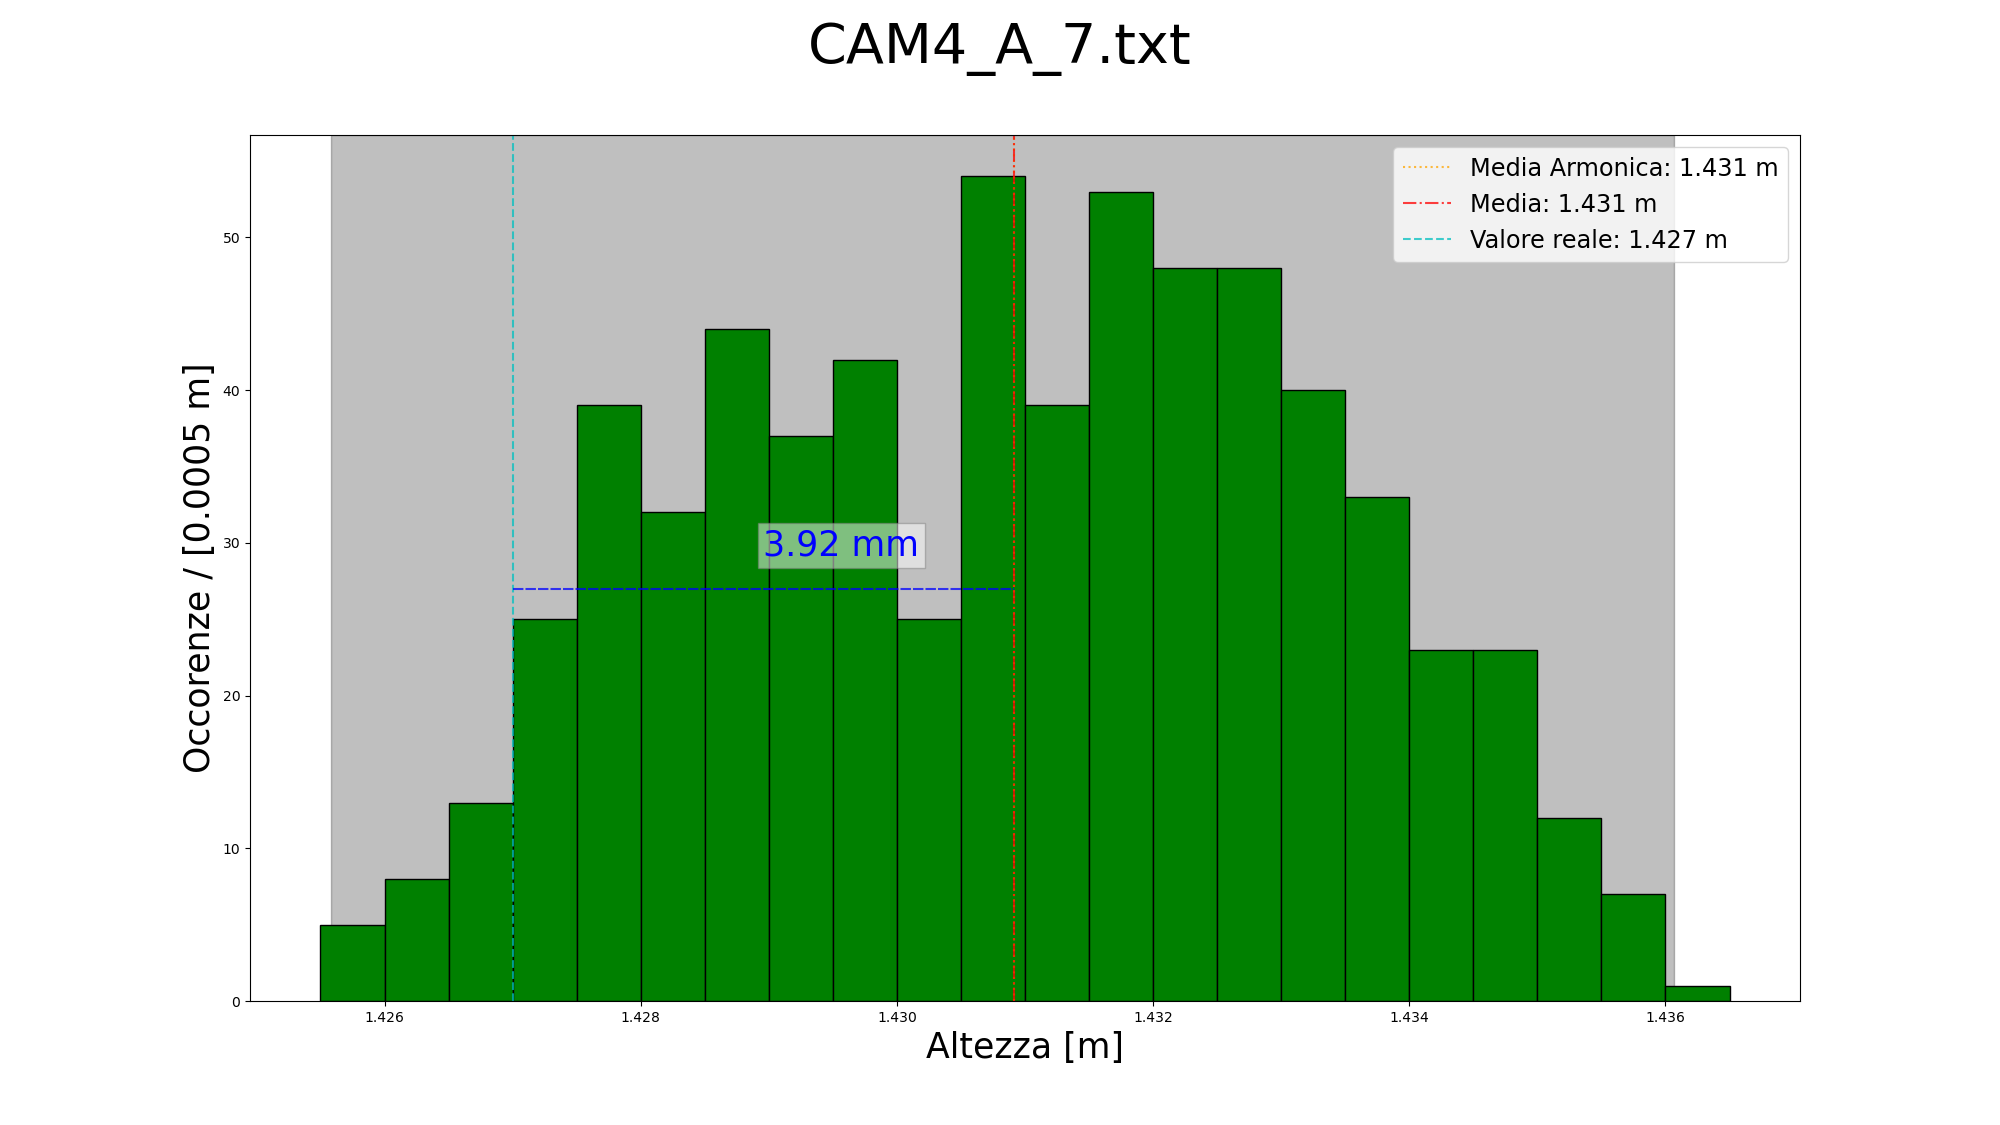 CAM4_A_7.txt
Media Armonica: 1.431 m
Media: 1.431 m
Valore reale: 1.427 m
50
40
30
20
10
0
Occorenze / [0.0005 m]
3.92 mm
1.426 1.428 1.430 1.432 1.434 1.436
Altezza [m]